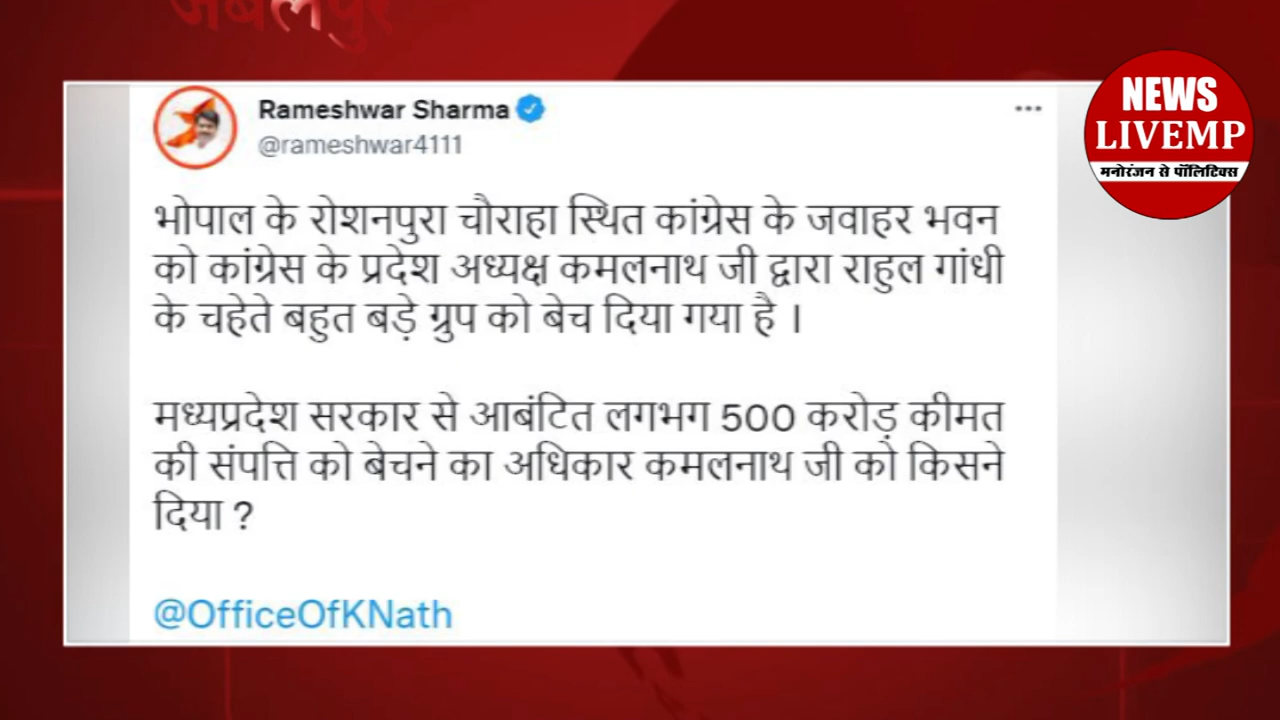 जबलपुर
NEWS
LIVEMP
मनोरंजन से पॉलिटिक्स
Rameshwar Sharma
@rameshwar4111
भोपाल के रोशनपुरा चौराहा स्थित कांग्रेस के जवाहर भवन
को कांग्रेस के प्रदेश अध्यक्ष कमलनाथ जी द्वारा राहुल गांधी
के चहेते बहुत बड़े ग्रुप को बेच दिया गया है ।
मध्यप्रदेश सरकार से आबंटित लगभग 500 करोड़ कीमत
की संपत्ति को बेचने का अधिकार कमलनाथ जी को किसने
दिया ?
@OfficeOfKNath